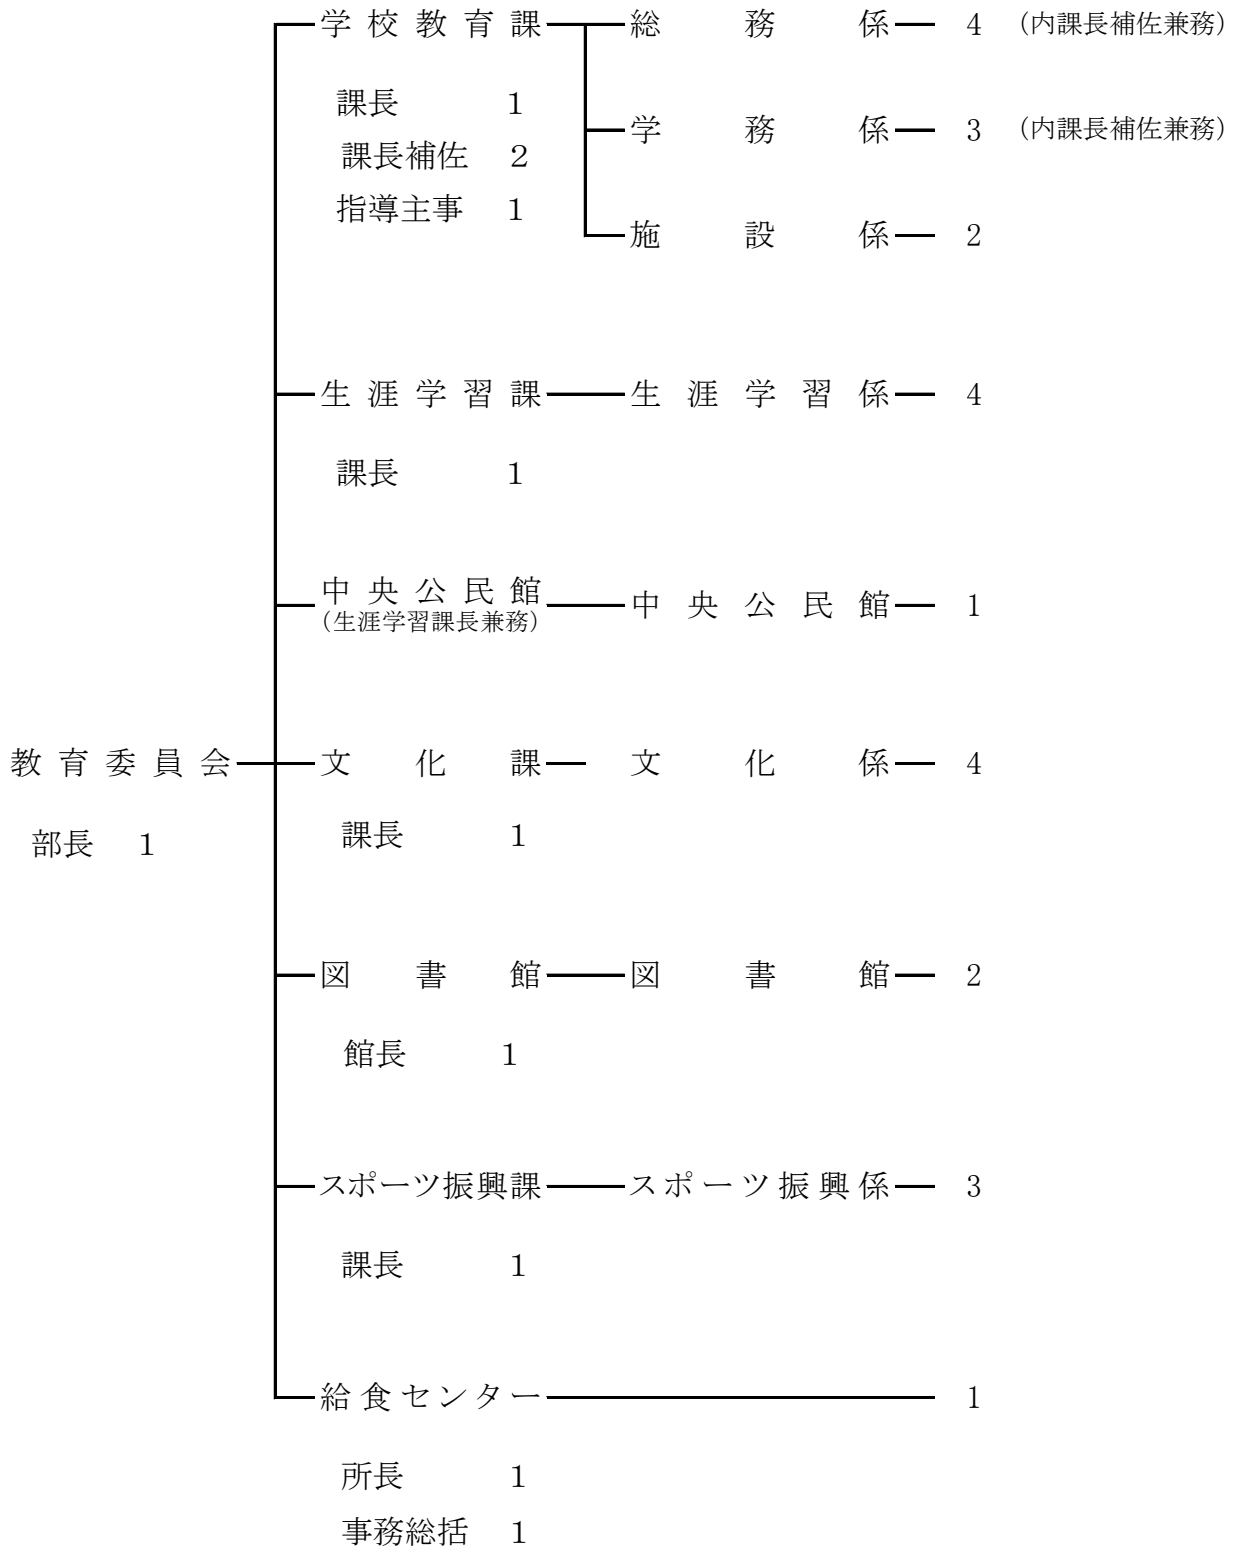 学校教育課 総務係 4 (内課長補佐兼務)
課長 1
学務係 3 (内課長補佐兼務)
課長補佐 2
指導主事 1
施設係 2
生涯学習課 生涯学習係 4
課長 1
中央公民館 中央公民館 1
(生涯学習課長兼務)
教育委員会 文化課 文化係 4
部長 1
課長 1
図書館 図書館 2
館長 1
スポーツ振興課 スポーツ振興係 3
課長 1
給食センター 1
所長 1
事務総括 1